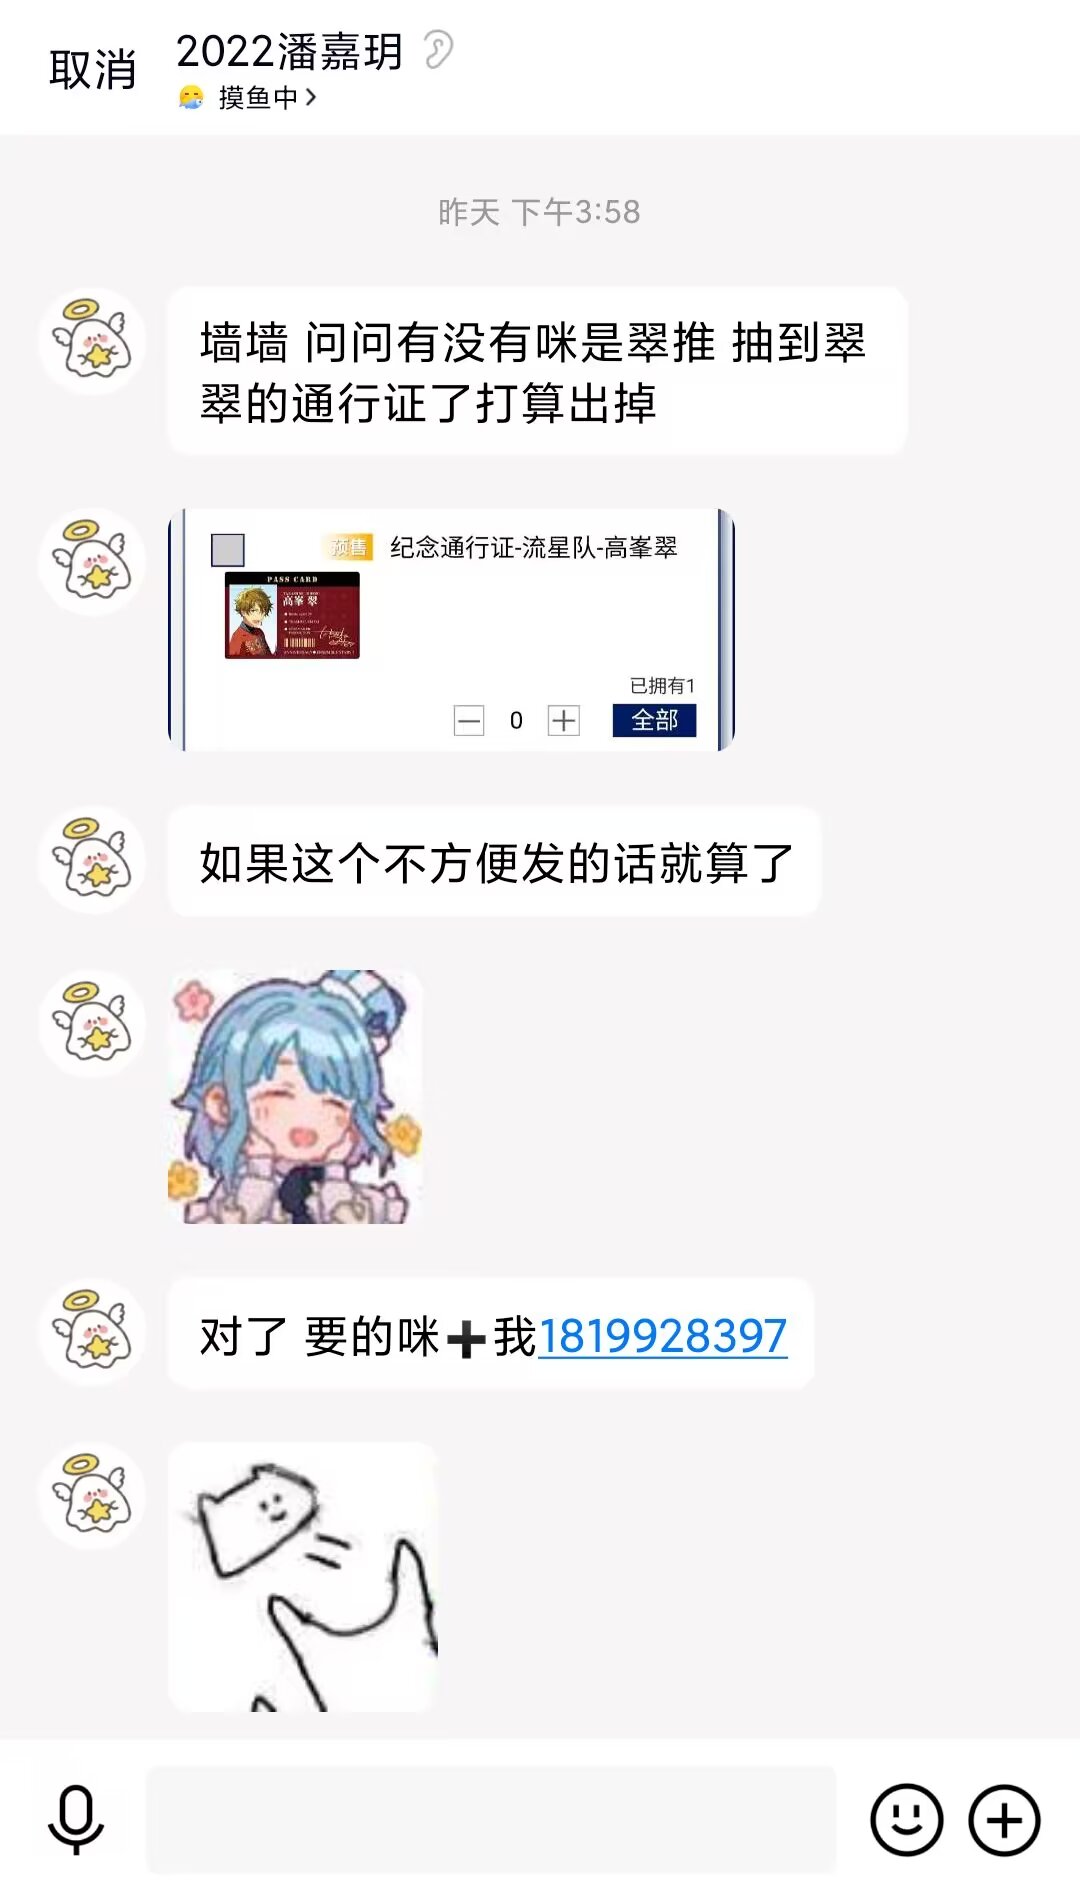 取消
2022潘嘉玥
摸鱼中
昨天 下午3:58
墙墙 问问有没有咪是翠推 抽到翠
翠的通行证了打算出掉
预售 纪念通行证-流星队-高峯翠
PASS CARD
高峯 翠
已拥有1
0
全部
如果这个不方便发的话就算了
对了 要的咪➕我1819928397